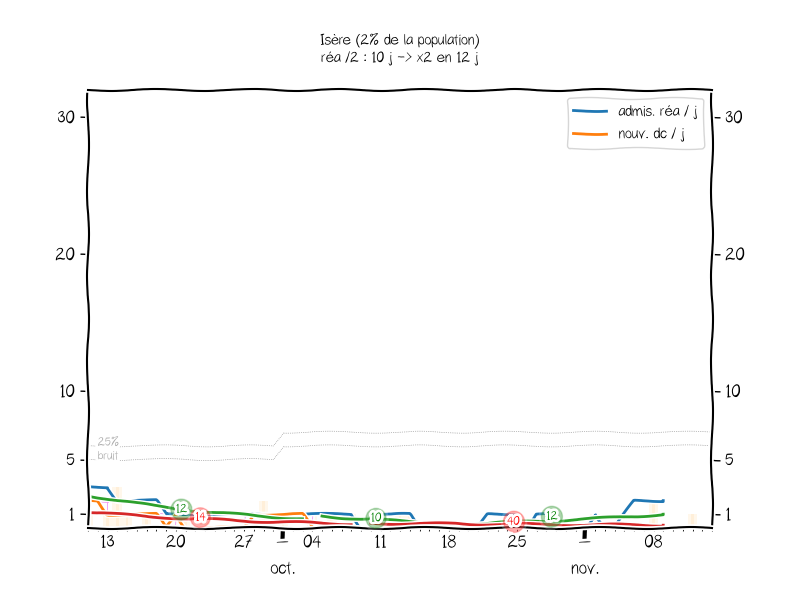 Isère (2% de la population)
réa /2 : 10 j -> x2 en 12 j
admis. réa / j
nouv. dc / j
30 30
20 20
10 10
25%
bruit
5 5
12 14 10 40 12
1 1
13 20 27 04 11 18 25 08
oct. nov.